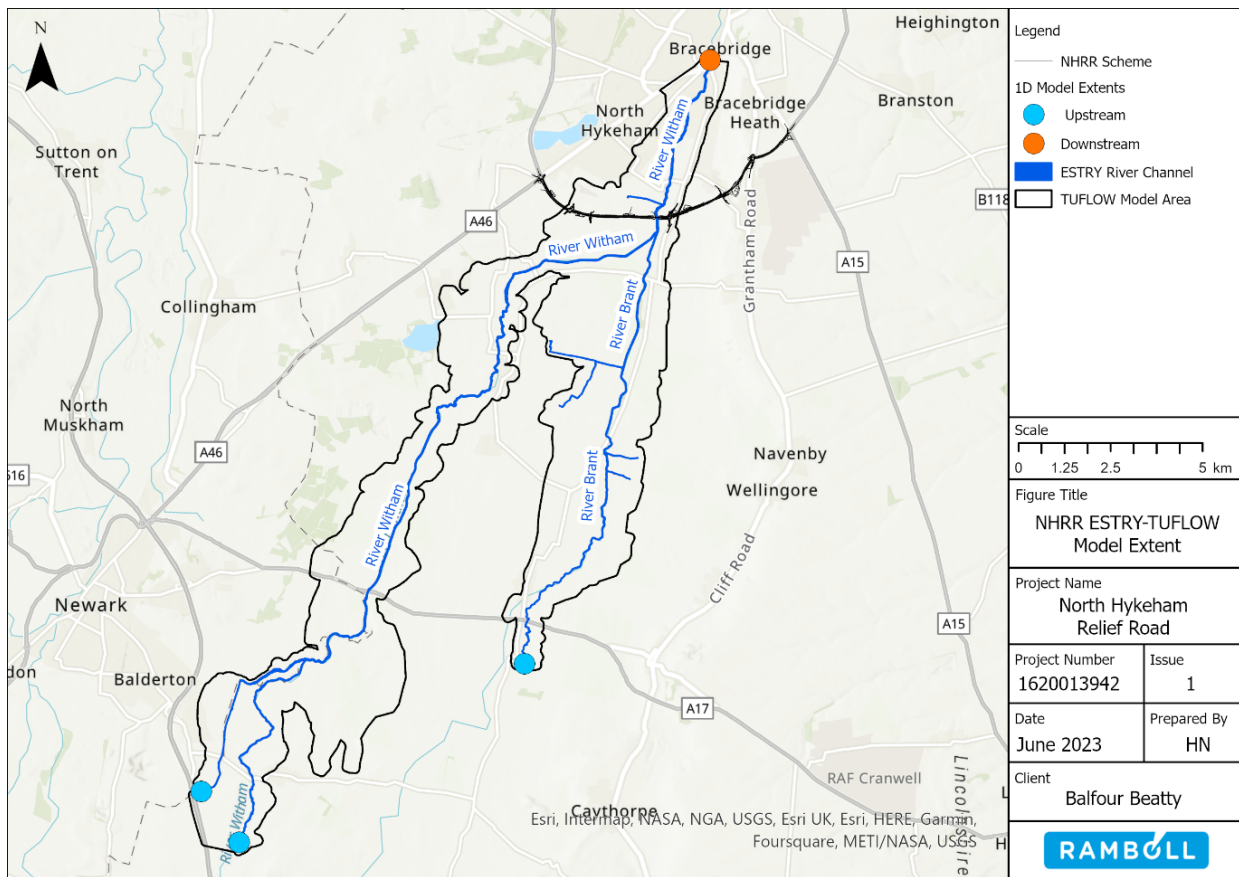 N
Heighington
Bracebridge
North
Hykeham
Bracebridge
Heath
Branston
Sutton on
Trent
River Witham
B118
A46
River Witham
Grantham Road
A15
Collingham
River Brant
North
Muskham
A46
616
Navenby
River Brant
Wellingore
River Witham
Cliff Road
Newark
A15
don
Balderton
A17
RAF Cranwell
Lincolnshire
River Witham
Caythorpe
Esri, Intermap, NASA, NGA, USGS, Esri UK, Esri, HERE, Garmin,
Foursquare, METI/NASA, USGS
H
Legend
NHRR Scheme
1D Model Extents
Upstream
Downstream
ESTRY River Channel
TUFLOW Model Area
Scale
0 1.25 2.5 5 km
Figure Title
NHRR ESTRY-TUFLOW
Model Extent
Project Name
North Hykeham
Relief Road
Project Number
1620013942
Issue
1
Date
June 2023
Prepared By
HN
Client
Balfour Beatty
RAMBOLL